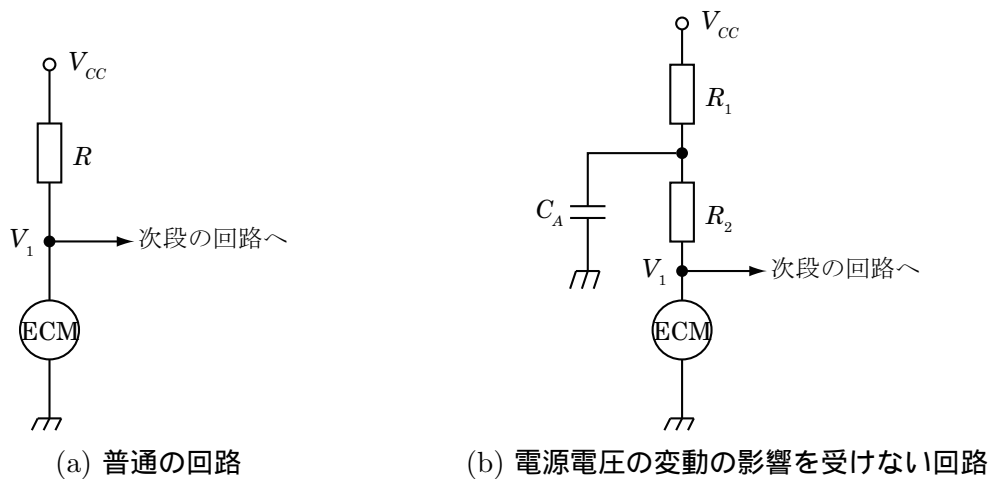 V_CC
R
V_1
次段の回路へ
ECM
(a) 普通の回路
V_CC
R_1
C_A
R_2
V_1
次段の回路へ
ECM
(b) 電源電圧の変動の影響を受けない回路